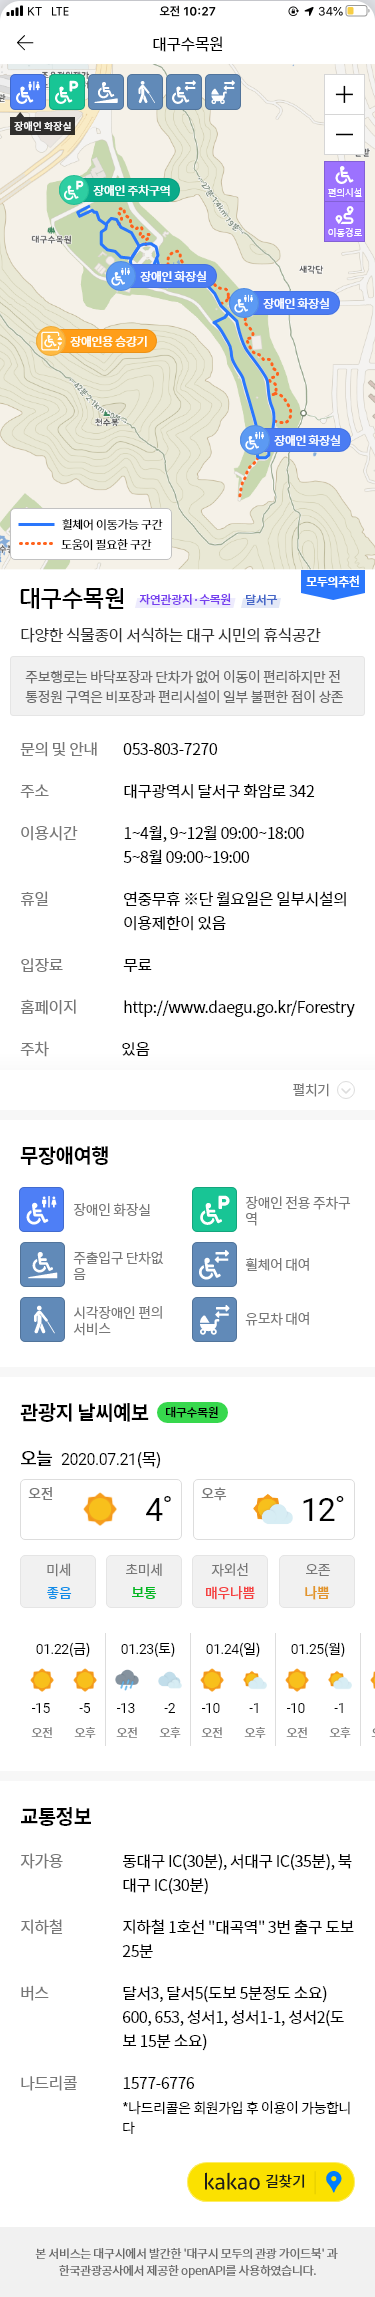 KT LTE 오전 10:27 34%
대구수목원
장애인 화장실
편의시설
이동경로
장애인 주차구역
대구수목원
장애인 화장실
새각단
장애인 화장실
장애인용 승강기
천수봉
장애인 화장실
휠체어 이동가능 구간
도움이 필요한 구간
모두의추천
대구수목원 자연관광지·수목원 달서구
다양한 식물종이 서식하는 대구 시민의 휴식공간
주보행로는 바닥포장과 단차가 없어 이동이 편리하지만 전
통정원 구역은 비포장과 편리시설이 일부 불편한 점이 상존
문의 및 안내 053-803-7270
주소 대구광역시 달서구 화암로 342
이용시간 1~4월, 9~12월 09:00~18:00
5~8월 09:00~19:00
휴일 연중무휴 ※단 월요일은 일부시설의
이용제한이 있음
입장료 무료
홈페이지 http://www.daegu.go.kr/Forestry
주차 있음
펼치기
무장애여행
장애인 화장실
장애인 전용 주차구
역
주출입구 단차없
음
휠체어 대여
시각장애인 편의
서비스
유모차 대여
관광지 날씨예보 대구수목원
오늘 2020.07.21(목)
오전 4°
오후 12°
미세 초미세 자외선 오존
좋음 보통 매우나쁨 나쁨
01.22(금) 01.23(토) 01.24(일) 01.25(월)
-15 -5 -13 -2 -10 -1 -10 -1
오전 오후 오전 오후 오전 오후 오전 오후
교통정보
자가용 동대구 IC(30분), 서대구 IC(35분), 북
대구 IC(30분)
지하철 지하철 1호선 "대곡역" 3번 출구 도보
25분
버스 달서3, 달서5(도보 5분정도 소요)
600, 653, 성서1, 성서1-1, 성서2(도
보 15분 소요)
나드리콜 1577-6776
*나드리콜은 회원가입 후 이용이 가능합니
다
kakao 길찾기
본 서비스는 대구시에서 발간한 '대구시 모두의 관광 가이드북' 과
한국관광공사에서 제공한 openAPI를 사용하였습니다.